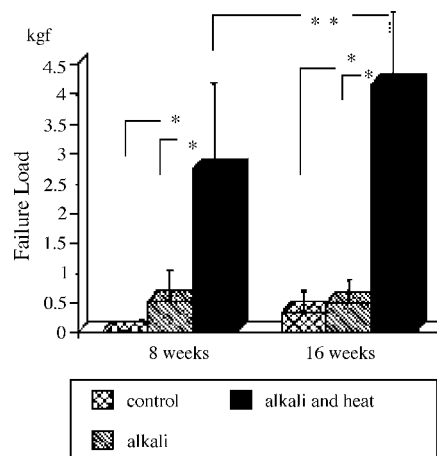 kgf
* *
4.5
4
3.5
3
2.5
2
1.5
1
0.5
0
Failure Load
*
*
*
*
8 weeks
16 weeks
control
alkali and heat
alkali